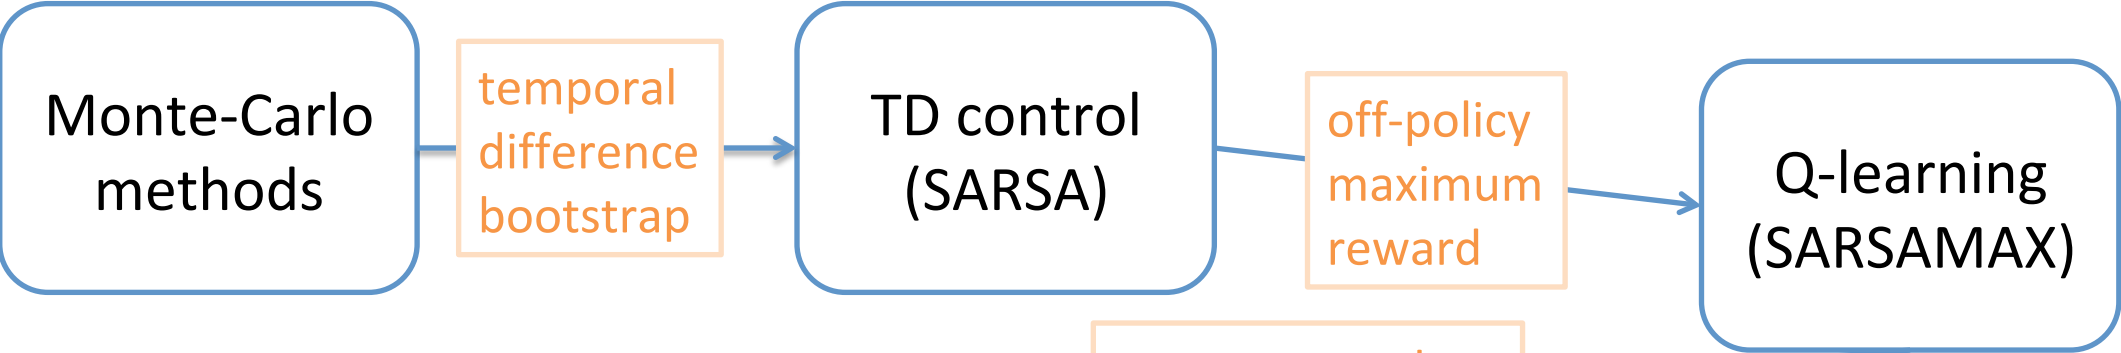 Monte-Carlo
methods
temporal
difference
bootstrap
TD control
(SARSA)
off-policy
maximum
reward
Q-learning
(SARSAMAX)